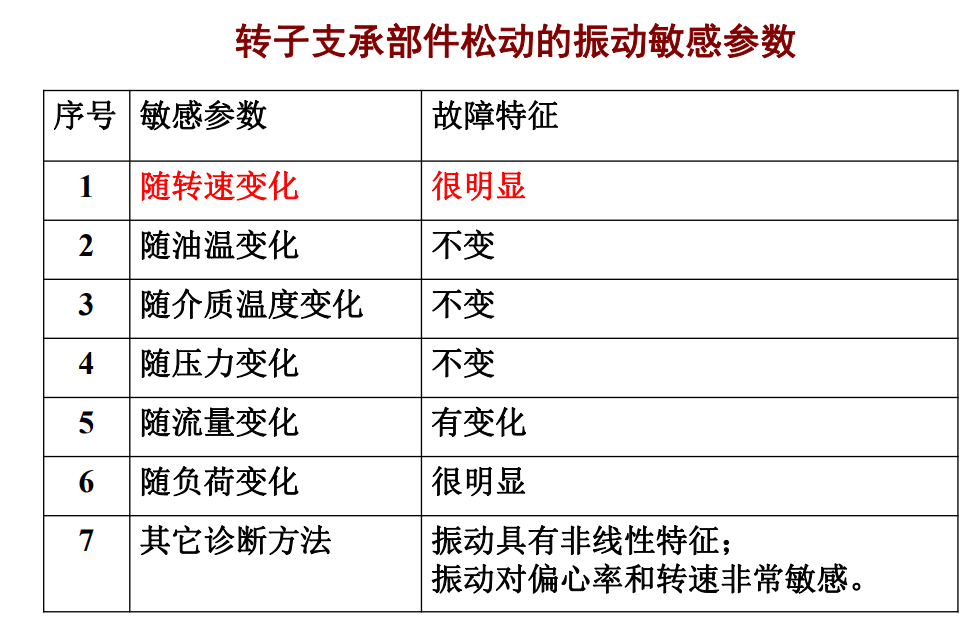 转子支承部件松动的振动敏感参数
序号 敏感参数 故障特征
1 随转速变化 很明显
2 随油温变化 不变
3 随介质温度变化 不变
4 随压力变化 不变
5 随流量变化 有变化
6 随负荷变化 很明显
7 其它诊断方法 振动具有非线性特征；
振动对偏心率和转速非常敏感。